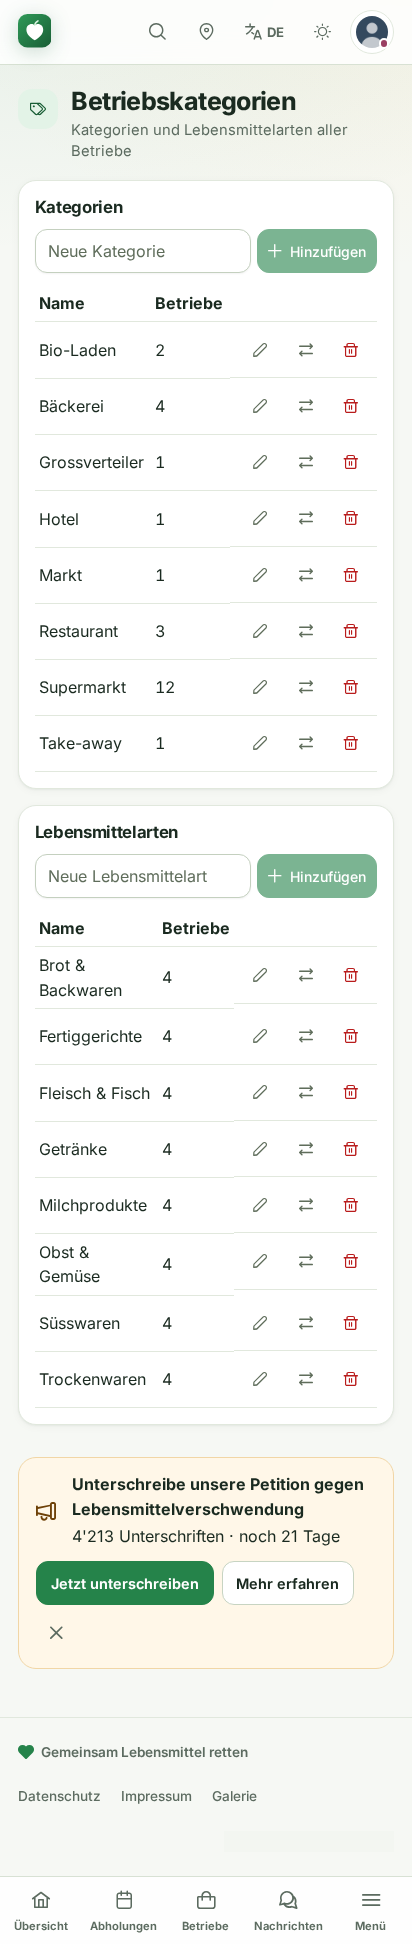 DE
Betriebskategorien
Kategorien und Lebensmittelarten aller
Betriebe
Kategorien
Neue Kategorie
Hinzufügen
Name Betriebe
Bio-Laden 2
Bäckerei 4
Grossverteiler 1
Hotel 1
Markt 1
Restaurant 3
Supermarkt 12
Take-away 1
Lebensmittelarten
Neue Lebensmittelart
Hinzufügen
Name Betriebe
Brot &
Backwaren 4
Fertiggerichte 4
Fleisch & Fisch 4
Getränke 4
Milchprodukte 4
Obst &
Gemüse 4
Süsswaren 4
Trockenwaren 4
Unterschreibe unsere Petition gegen
Lebensmittelverschwendung
4'213 Unterschriften · noch 21 Tage
Jetzt unterschreiben Mehr erfahren
Gemeinsam Lebensmittel retten
Datenschutz Impressum Galerie
Übersicht Abholungen Betriebe Nachrichten Menü